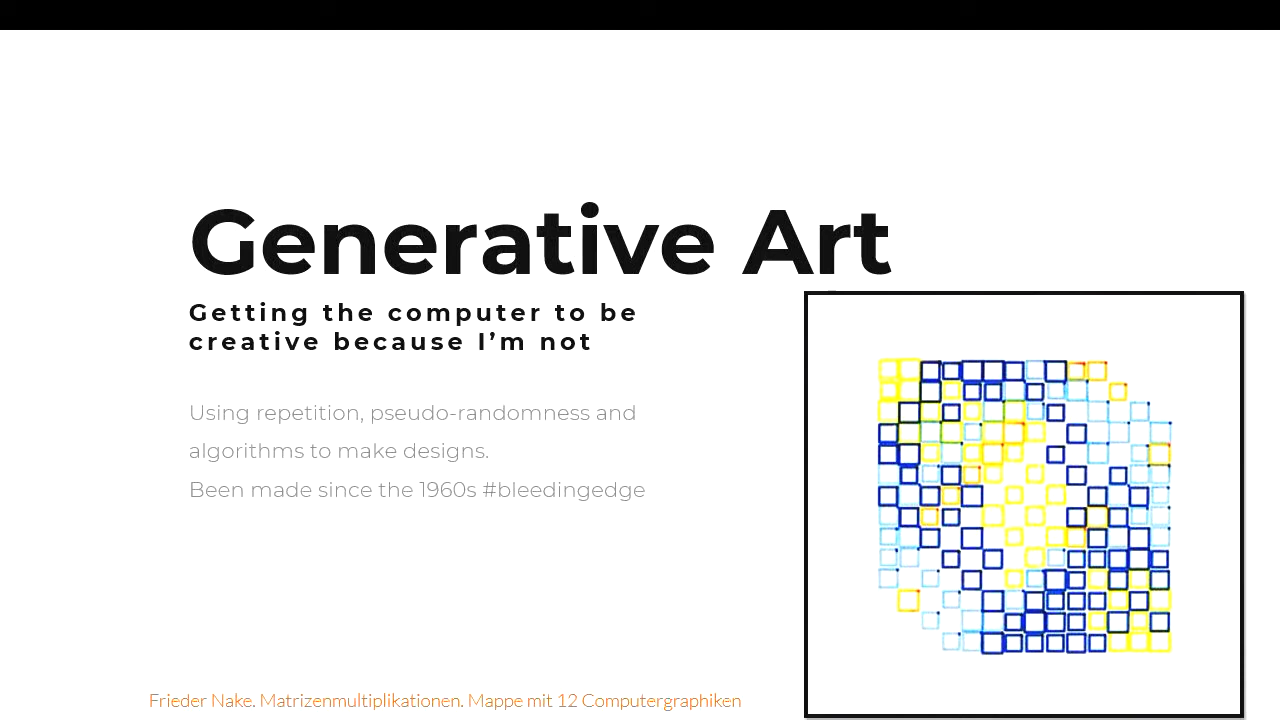 Generative Art
Getting the computer to be
creative because I’m not
Using repetition, pseudo-randomness and
algorithms to make designs.
Been made since the 1960s #bleedingedge
Frieder Nake. Matrizenmultiplikationen. Mappe mit 12 Computergraphiken